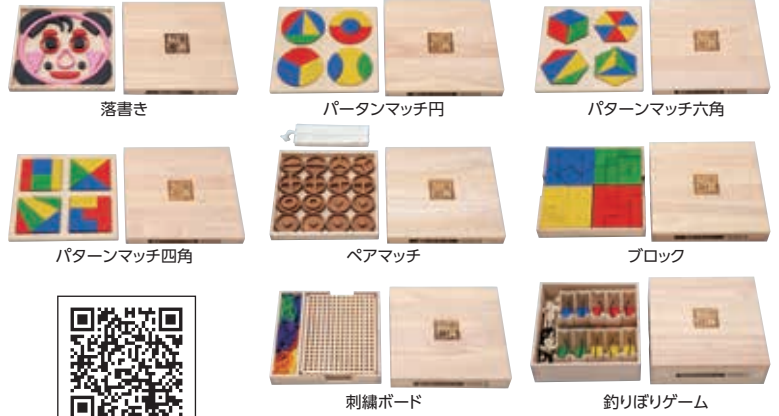 落書き
パータンマッチ円
パターンマッチ六角
パターンマッチ四角
ペアマッチ
ブロック
刺繍ボード
釣りぼりゲーム